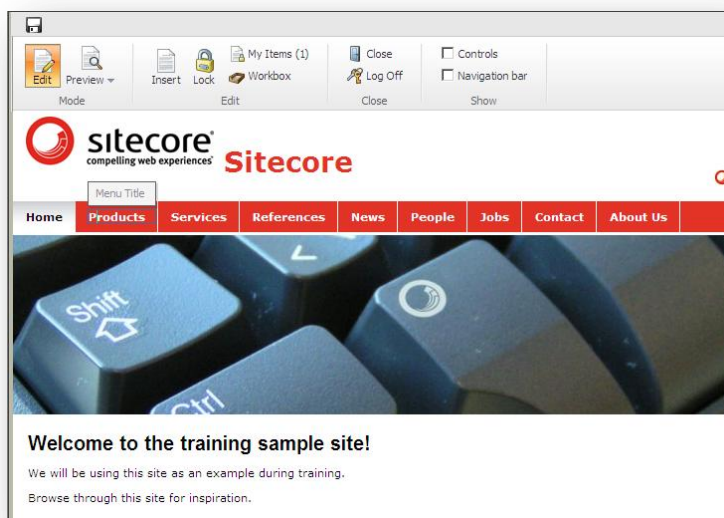 Edit Preview Insert Lock My Items (1) Workbox Close Log Off Controls Navigation bar
Mode Edit Close Show
sitecore
compelling web experiences
Sitecore
Menu Title
Home Products Services References News People Jobs Contact About Us
Shift
Ctrl
Welcome to the training sample site!
We will be using this site as an example during training.
Browse through this site for inspiration.